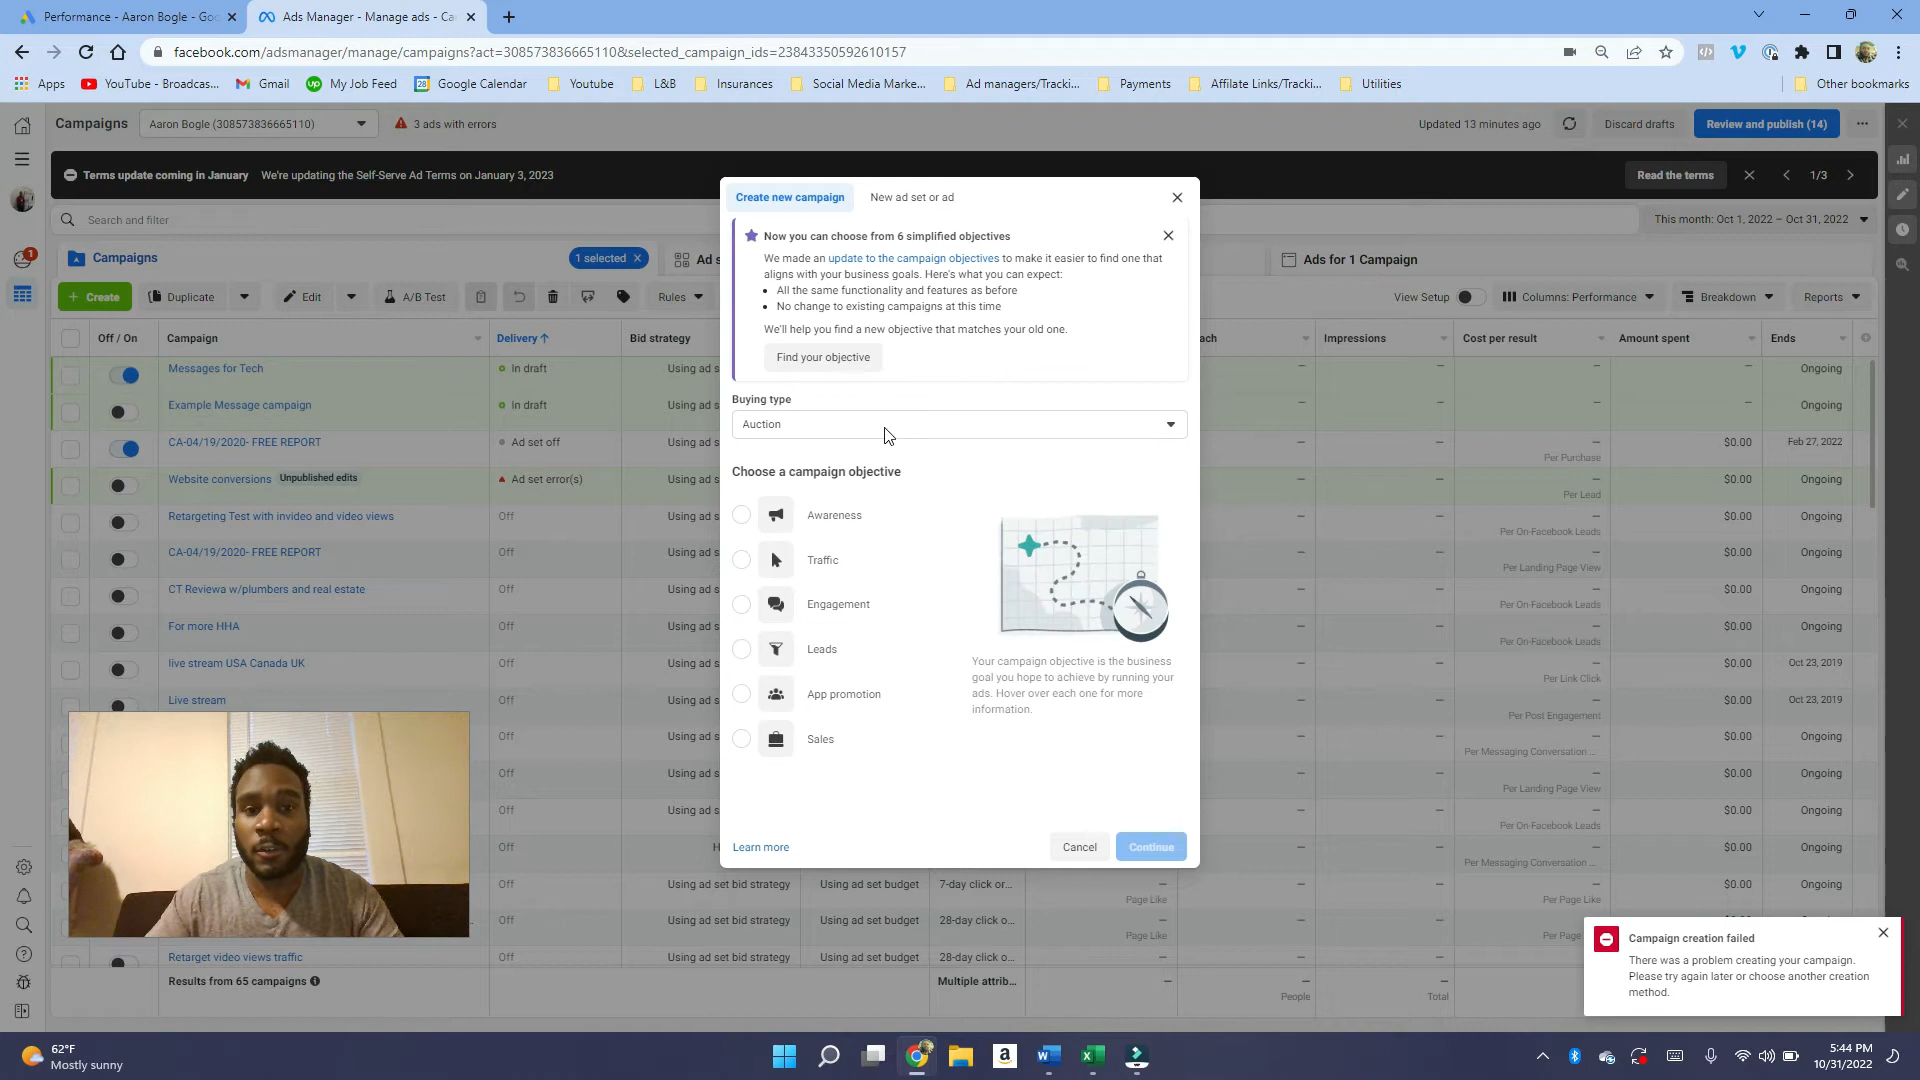 Performance - Aaron Bogle - Goo
Ads Manager - Manage ads - Ca
facebook.com/adsmanager/manage/campaigns?act=308573836665110&selected_campaign_ids=23843350592610157
Apps
YouTube - Broadcas...
Gmail
My Job Feed
Google Calendar
Youtube
L&B
Insurances
Social Media Marke...
Ad managers/Tracki...
Payments
Affilate Links/Tracki...
Utilities
Other bookmarks
Campaigns
Aaron Bogle (308573836665110)
3 ads with errors
Updated 13 minutes ago
Discard drafts
Review and publish (14)
Terms update coming in January
We're updating the Self-Serve Ad Terms on January 3, 2023
Read the terms
1/3
Search and filter
This month: Oct 1, 2022 – Oct 31, 2022
Campaigns
1 selected
Ad s
Ads for 1 Campaign
+ Create
Duplicate
Edit
A/B Test
Rules
View Setup
Columns: Performance
Breakdown
Reports
Off / On
Campaign
Delivery ↑
Bid strategy
ach
Impressions
Cost per result
Amount spent
Ends
Messages for Tech
In draft
Using ad s
– – – –
Ongoing
Example Message campaign
In draft
Using ad s
– – – –
Ongoing
CA-04/19/2020- FREE REPORT
Ad set off
Using ad s
– – –
$0.00
Feb 27, 2022
Per Purchase
Website conversions
Unpublished edits
Ad set error(s)
Using ad s
– – –
$0.00
Ongoing
Per Lead
Retargeting Test with invideo and video views
Off
Using ad s
– – –
$0.00
Ongoing
Per On-Facebook Leads
CA-04/19/2020- FREE REPORT
Off
Using ad s
– – –
$0.00
Ongoing
Per Landing Page View
CT Reviewa w/plumbers and real estate
Off
Using ad s
– – –
$0.00
Ongoing
Per On-Facebook Leads
For more HHA
Off
Using ad s
– – –
$0.00
Ongoing
Per On-Facebook Leads
live stream USA Canada UK
Off
Using ad s
– – –
$0.00
Oct 23, 2019
Per Link Click
Live stream
Off
Using ad s
– – –
$0.00
Oct 23, 2019
Per Post Engagement
Off
Using ad s
– – –
$0.00
Ongoing
Per Messaging Conversation ...
Off
Using ad s
– – –
$0.00
Ongoing
Per Landing Page View
Off
Using ad s
– – –
$0.00
Ongoing
Per On-Facebook Leads
Off
H
– – –
$0.00
Ongoing
Per Messaging Conversation ...
Off
Using ad set bid strategy
Using ad set budget
7-day click or...
– – – –
$0.00
Ongoing
Page Like
Per Page Like
Off
Using ad set bid strategy
Using ad set budget
28-day click o...
Page Like
Per Page
Retarget video views traffic
Off
Using ad set bid strategy
Using ad set budget
28-day click o...
Results from 65 campaigns
Multiple attrib...
– – –
People
Total
Create new campaign
New ad set or ad
Now you can choose from 6 simplified objectives
We made an update to the campaign objectives to make it easier to find one that
aligns with your business goals. Here's what you can expect:
• All the same functionality and features as before
• No change to existing campaigns at this time
We'll help you find a new objective that matches your old one.
Find your objective
Buying type
Auction
Choose a campaign objective
Awareness
Traffic
Engagement
Leads
App promotion
Sales
Your campaign objective is the business
goal you hope to achieve by running your
ads. Hover over each one for more
information.
Learn more
Cancel
Continue
Campaign creation failed
There was a problem creating your campaign.
Please try again later or choose another creation
method.
62°F
Mostly sunny
5:44 PM
10/31/2022